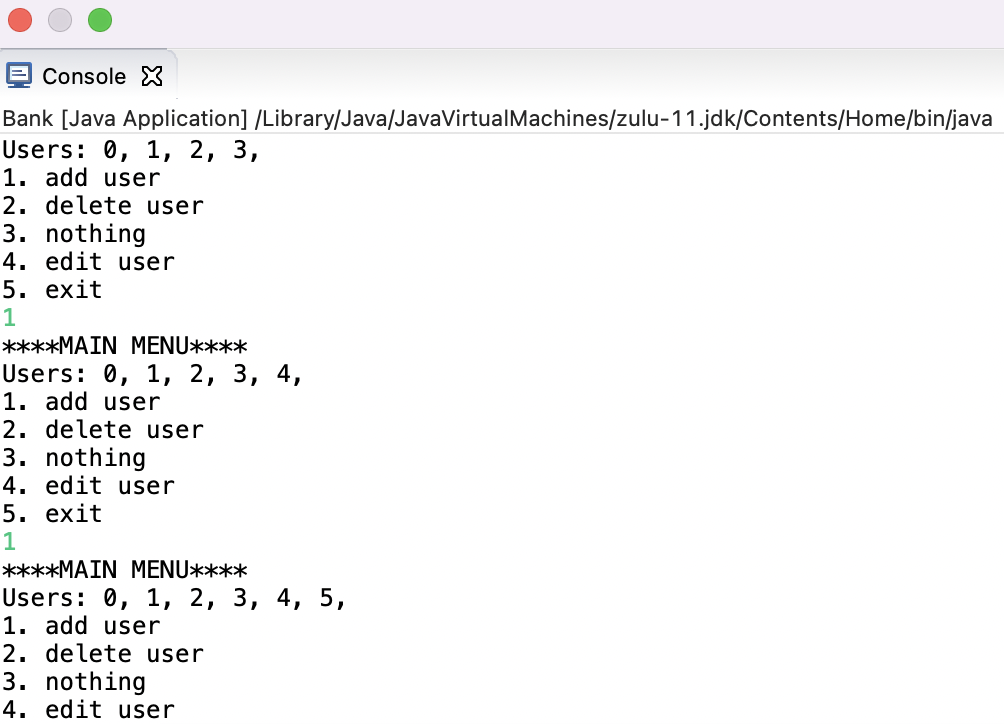 Console
Bank [Java Application] /Library/Java/JavaVirtualMachines/zulu-11.jdk/Contents/Home/bin/java
Users: 0, 1, 2, 3,
1. add user
2. delete user
3. nothing
4. edit user
5. exit
1
****MAIN MENU****
Users: 0, 1, 2, 3, 4,
1. add user
2. delete user
3. nothing
4. edit user
5. exit
1
****MAIN MENU****
Users: 0, 1, 2, 3, 4, 5,
1. add user
2. delete user
3. nothing
4. edit user